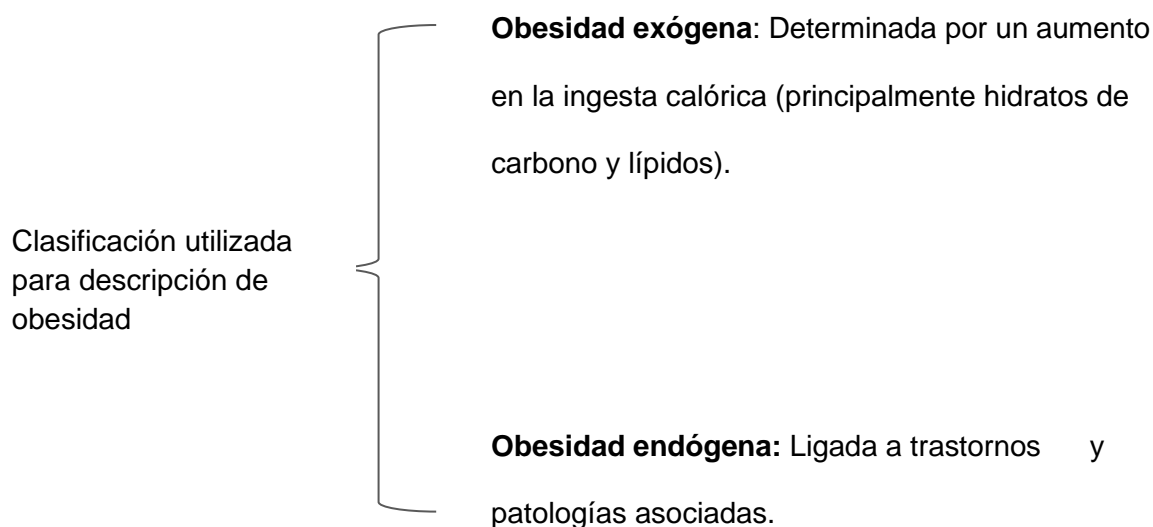 Clasificación utilizada
para descripción de
obesidad
Obesidad exógena: Determinada por un aumento
en la ingesta calórica (principalmente hidratos de
carbono y lípidos).
Obesidad endógena: Ligada a trastornos y
patologías asociadas.